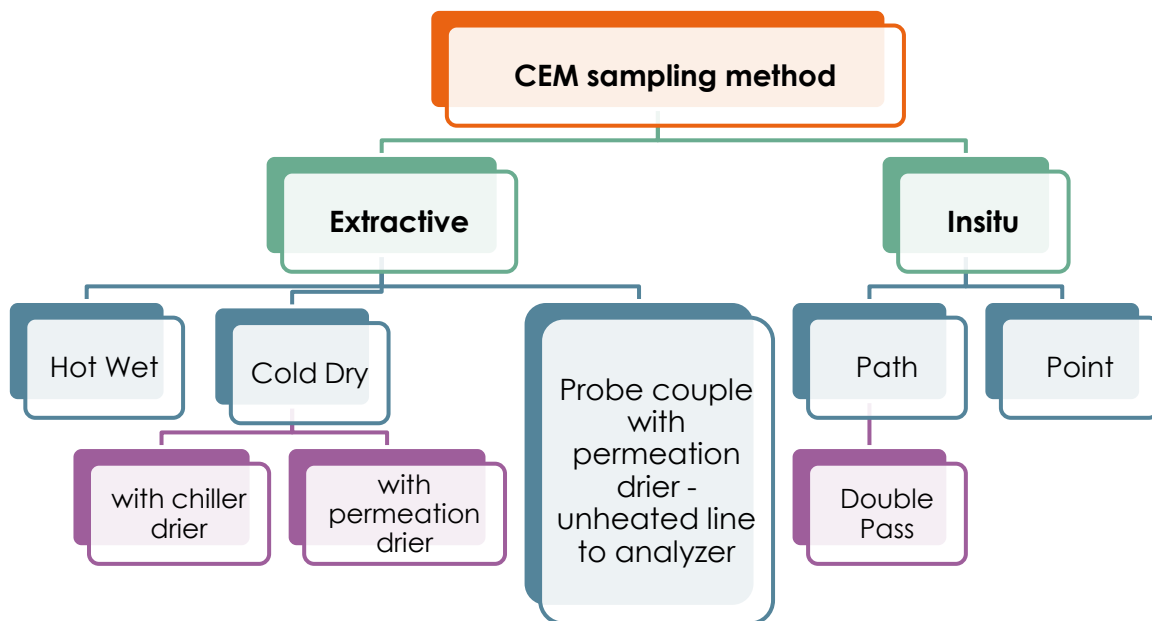 CEM sampling method
Extractive
Insitu
Hot Wet
Cold Dry
Probe couple
with
permeation
drier -
unheated line
to analyzer
Path
Point
with chiller
drier
with
permeation
drier
Double
Pass